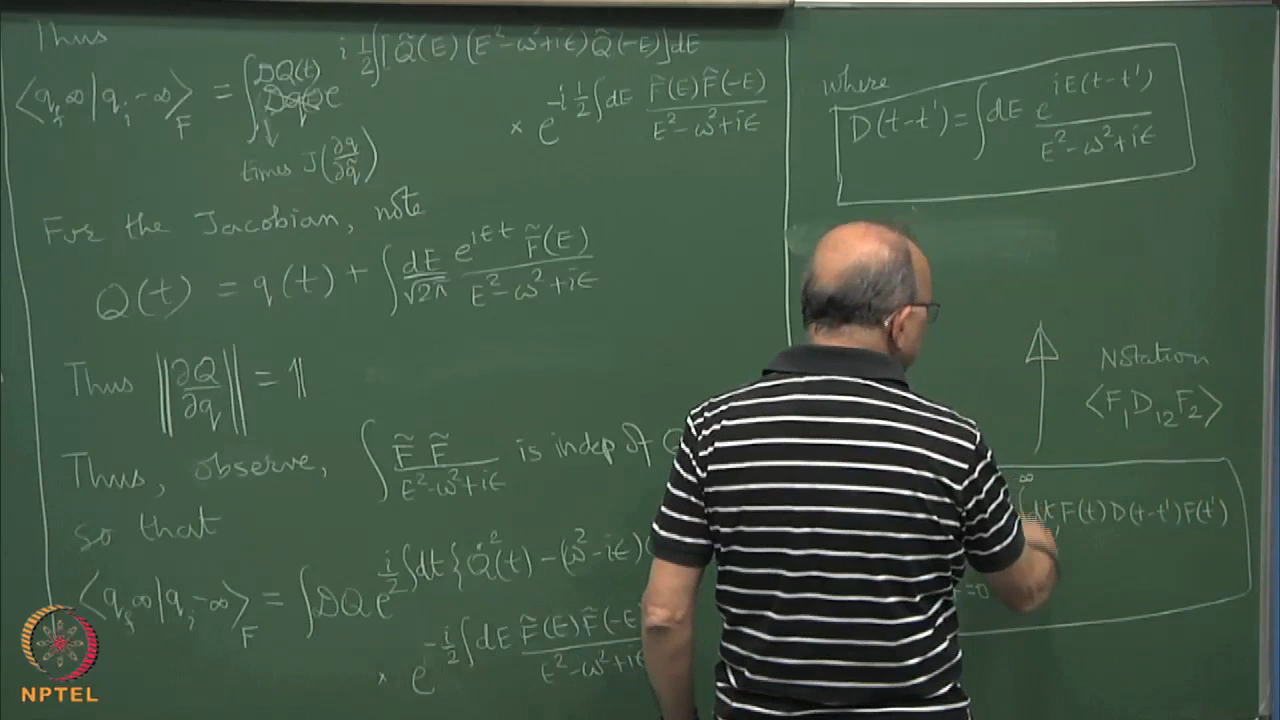 Thus
⟨q_f ∞ | q_i -∞⟩_F = ∫ DQ(t) e^{i ½ ∫[Q̃(E) (E²-ω²+iε) Q̃(-E)]dE}
× e^{-i ½ ∫dE F̃(E)F̃(-E) / E²-ω²+iε}
times J(∂q/∂q̃)
For the Jacobian, note
Q(t) = q(t) + ∫ dE/√2π e^{iEt} F̃(E) / E²-ω²+iε
Thus ||∂Q/∂q|| = 1
Thus, observe, ∫ F̃ F̃ / E²-ω²+iε is indep of
so that
⟨q_f ∞ | q_i -∞⟩_F = ∫ DQ e^{i/2 ∫dt { Q̇²(t) - (ω²-iε)
× e^{-i/2 ∫dE F̃(E)F̃(-E) / E²-ω²+iε
where
D(t-t') = ∫ dE e^{iE(t-t')} / E²-ω²+iε
Notation
⟨F₁D₁₂F₂⟩
F(t)D(t-t')F(t')
=0
NPTEL